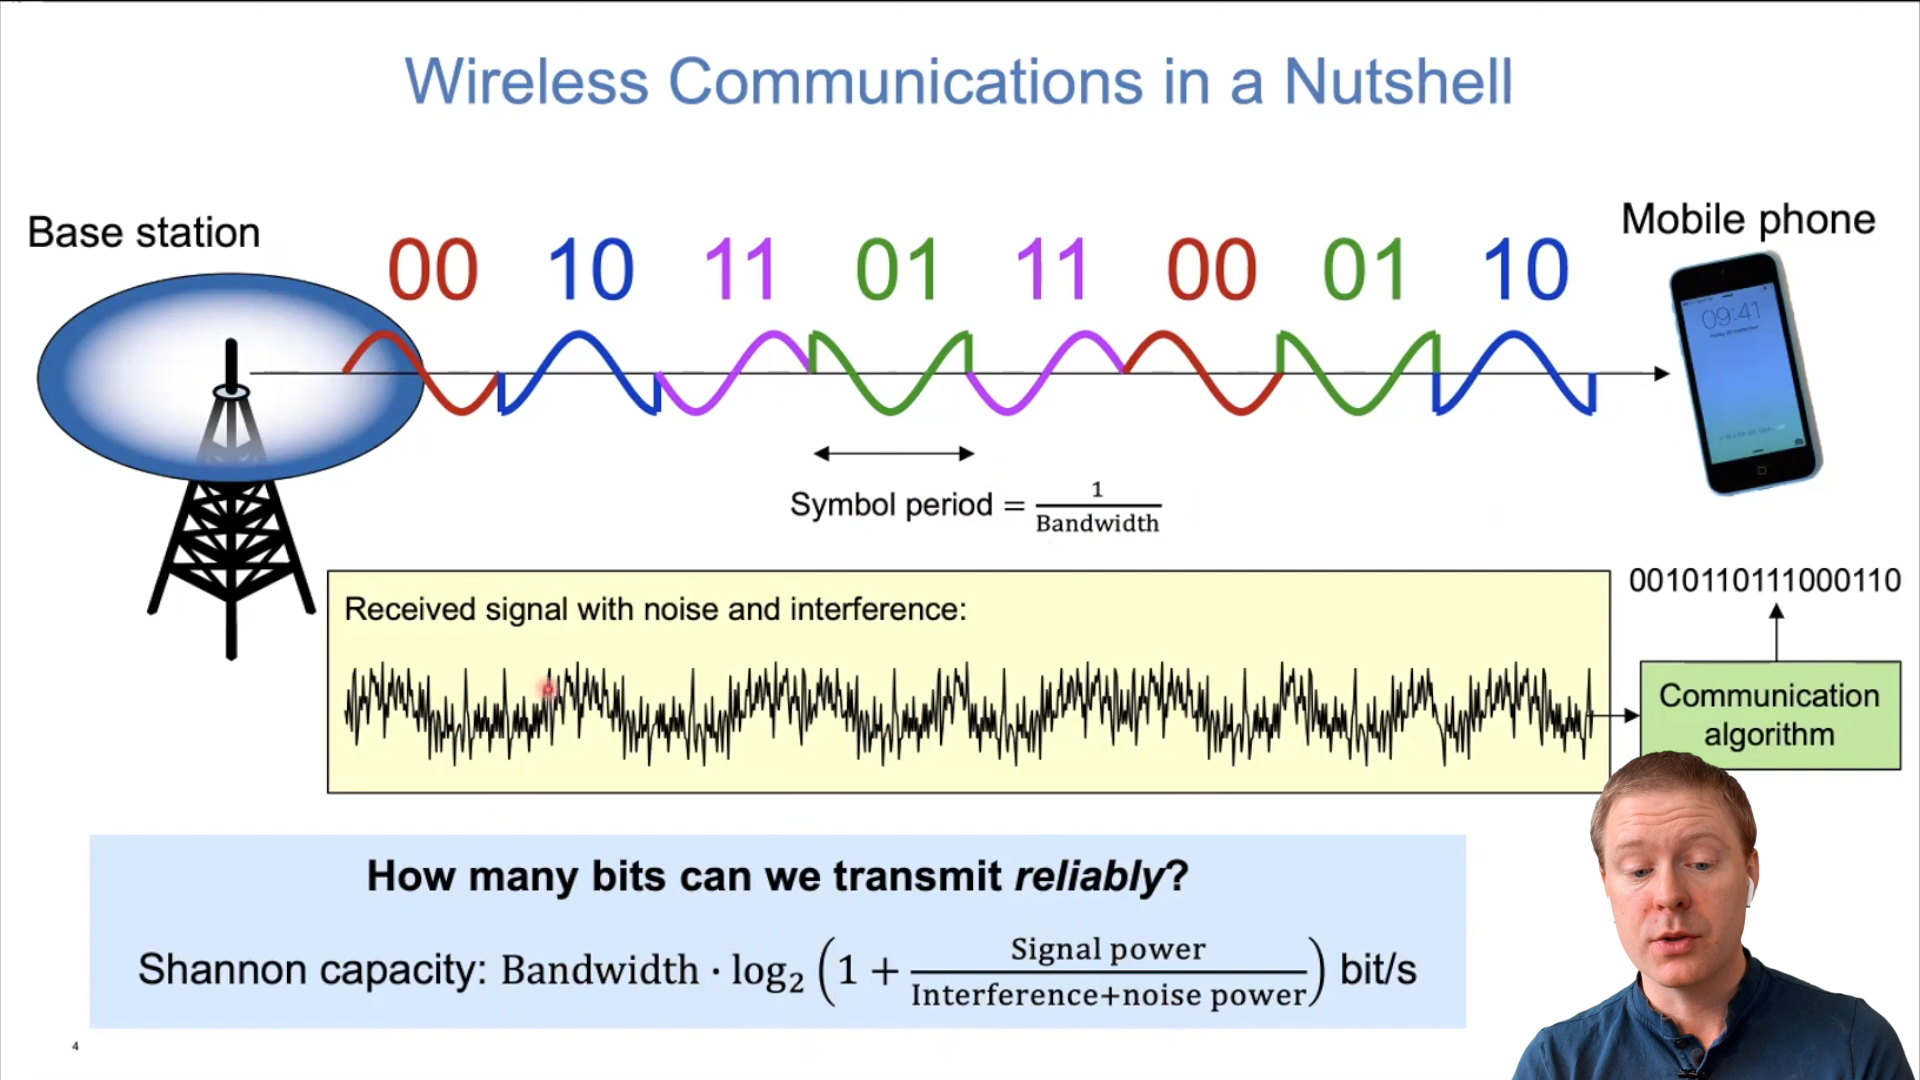 Wireless Communications in a Nutshell
Base station
Mobile phone
00 10 11 01 11 00 01 10
09:41
Symbol period = 1/Bandwidth
Received signal with noise and interference:
0010110111000110
Communication
algorithm
How many bits can we transmit reliably?
Shannon capacity: Bandwidth · log₂ (1 + Signal power/Interference+noise power) bit/s
4